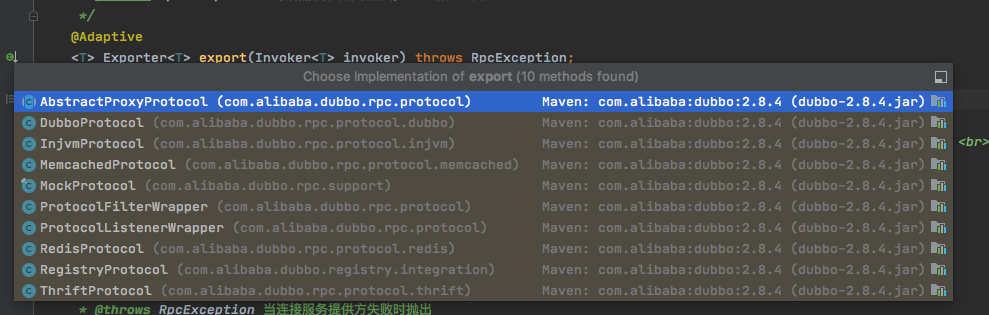 */
@Adaptive
<T> Exporter<T> export(Invoker<T> invoker) throws RpcException;
Choose Implementation of export (10 methods found)
AbstractProxyProtocol (com.alibaba.dubbo.rpc.protocol) Maven: com.alibaba:dubbo:2.8.4 (dubbo-2.8.4.jar)
DubboProtocol (com.alibaba.dubbo.rpc.protocol.dubbo) Maven: com.alibaba:dubbo:2.8.4 (dubbo-2.8.4.jar)
InjvmProtocol (com.alibaba.dubbo.rpc.protocol.injvm) Maven: com.alibaba:dubbo:2.8.4 (dubbo-2.8.4.jar)
<br>
MemcachedProtocol (com.alibaba.dubbo.rpc.protocol.memcached) Maven: com.alibaba:dubbo:2.8.4 (dubbo-2.8.4.jar)
MockProtocol (com.alibaba.dubbo.rpc.support) Maven: com.alibaba:dubbo:2.8.4 (dubbo-2.8.4.jar)
ProtocolFilterWrapper (com.alibaba.dubbo.rpc.protocol) Maven: com.alibaba:dubbo:2.8.4 (dubbo-2.8.4.jar)
ProtocolListenerWrapper (com.alibaba.dubbo.rpc.protocol) Maven: com.alibaba:dubbo:2.8.4 (dubbo-2.8.4.jar)
RedisProtocol (com.alibaba.dubbo.rpc.protocol.redis) Maven: com.alibaba:dubbo:2.8.4 (dubbo-2.8.4.jar)
RegistryProtocol (com.alibaba.dubbo.registry.integration) Maven: com.alibaba:dubbo:2.8.4 (dubbo-2.8.4.jar)
ThriftProtocol (com.alibaba.dubbo.rpc.protocol.thrift) Maven: com.alibaba:dubbo:2.8.4 (dubbo-2.8.4.jar)
* @throws RpcException 当连接服务提供方失败时抛出